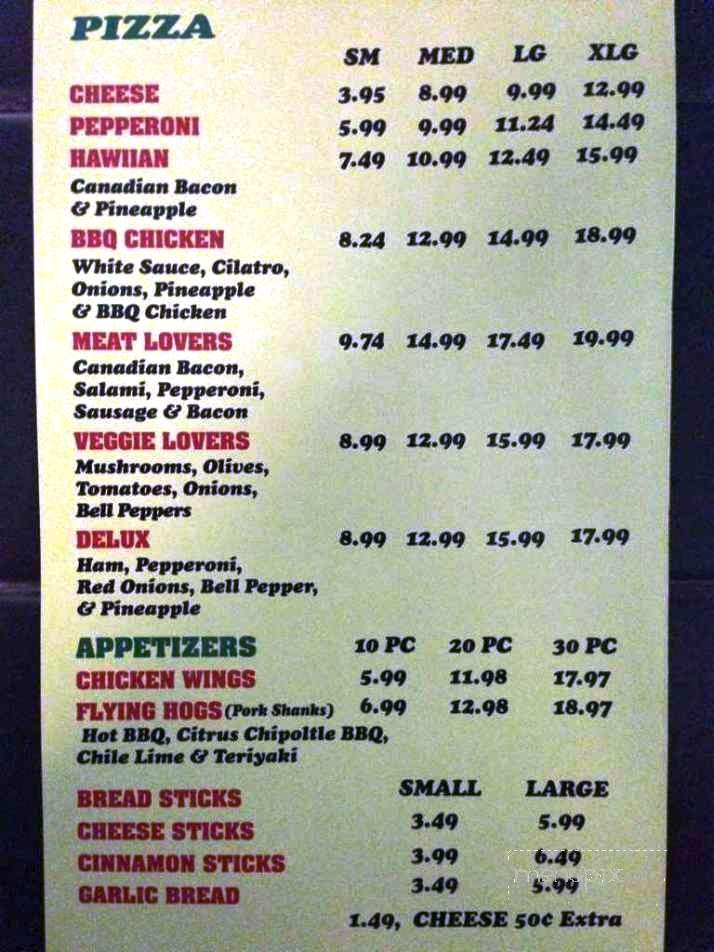 PIZZA
SM MED LG XLG
CHEESE 3.95 8.99 9.99 12.99
PEPPERONI 5.99 9.99 11.24 14.49
HAWIIAN 7.49 10.99 12.49 15.99
Canadian Bacon
& Pineapple
BBQ CHICKEN 8.24 12.99 14.99 18.99
White Sauce, Cilatro,
Onions, Pineapple
& BBQ Chicken
MEAT LOVERS 9.74 14.99 17.49 19.99
Canadian Bacon,
Salami, Pepperoni,
Sausage & Bacon
VEGGIE LOVERS 8.99 12.99 15.99 17.99
Mushrooms, Olives,
Tomatoes, Onions,
Bell Peppers
DELUX 8.99 12.99 15.99 17.99
Ham, Pepperoni,
Red Onions, Bell Pepper,
& Pineapple
APPETIZERS 10 PC 20 PC 30 PC
CHICKEN WINGS 5.99 11.98 17.97
FLYING HOGS (Pork Shanks) 6.99 12.98 18.97
Hot BBQ, Citrus Chipoltle BBQ,
Chile Lime & Teriyaki
SMALL LARGE
BREAD STICKS 3.49 5.99
CHEESE STICKS 3.99 6.49
CINNAMON STICKS 3.49 5.99
GARLIC BREAD 1.49, CHEESE 50¢ Extra